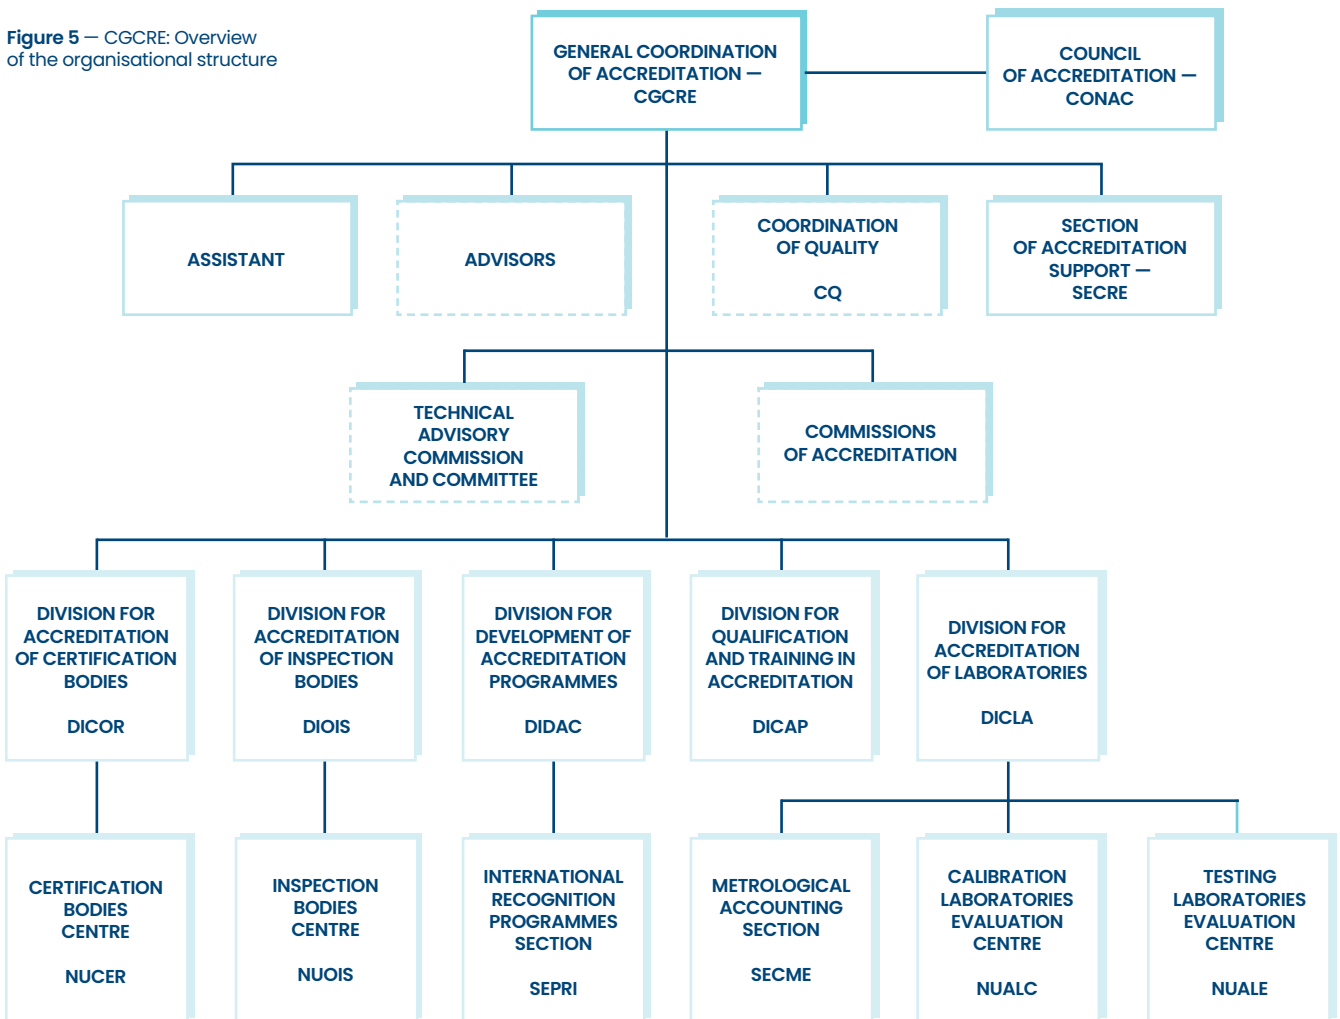 Figure 5 — CGCRE: Overview
of the organisational structure
GENERAL COORDINATION
OF ACCREDITATION —
CGCRE
COUNCIL
OF ACCREDITATION —
CONAC
ASSISTANT
ADVISORS
COORDINATION
OF QUALITY
CQ
SECTION
OF ACCREDITATION
SUPPORT —
SECRE
TECHNICAL
ADVISORY
COMMISSION
AND COMMITTEE
COMMISSIONS
OF ACCREDITATION
DIVISION FOR
ACCREDITATION
OF CERTIFICATION
BODIES
DICOR
DIVISION FOR
ACCREDITATION
OF INSPECTION
BODIES
DIOIS
DIVISION FOR
DEVELOPMENT OF
ACCREDITATION
PROGRAMMES
DIDAC
DIVISION FOR
QUALIFICATION
AND TRAINING IN
ACCREDITATION
DICAP
DIVISION FOR
ACCREDITATION
OF LABORATORIES
DICLA
CERTIFICATION
BODIES
CENTRE
NUCER
INSPECTION
BODIES
CENTRE
NUOIS
INTERNATIONAL
RECOGNITION
PROGRAMMES
SECTION
SEPRI
METROLOGICAL
ACCOUNTING
SECTION
SECME
CALIBRATION
LABORATORIES
EVALUATION
CENTRE
NUALC
TESTING
LABORATORIES
EVALUATION
CENTRE
NUALE